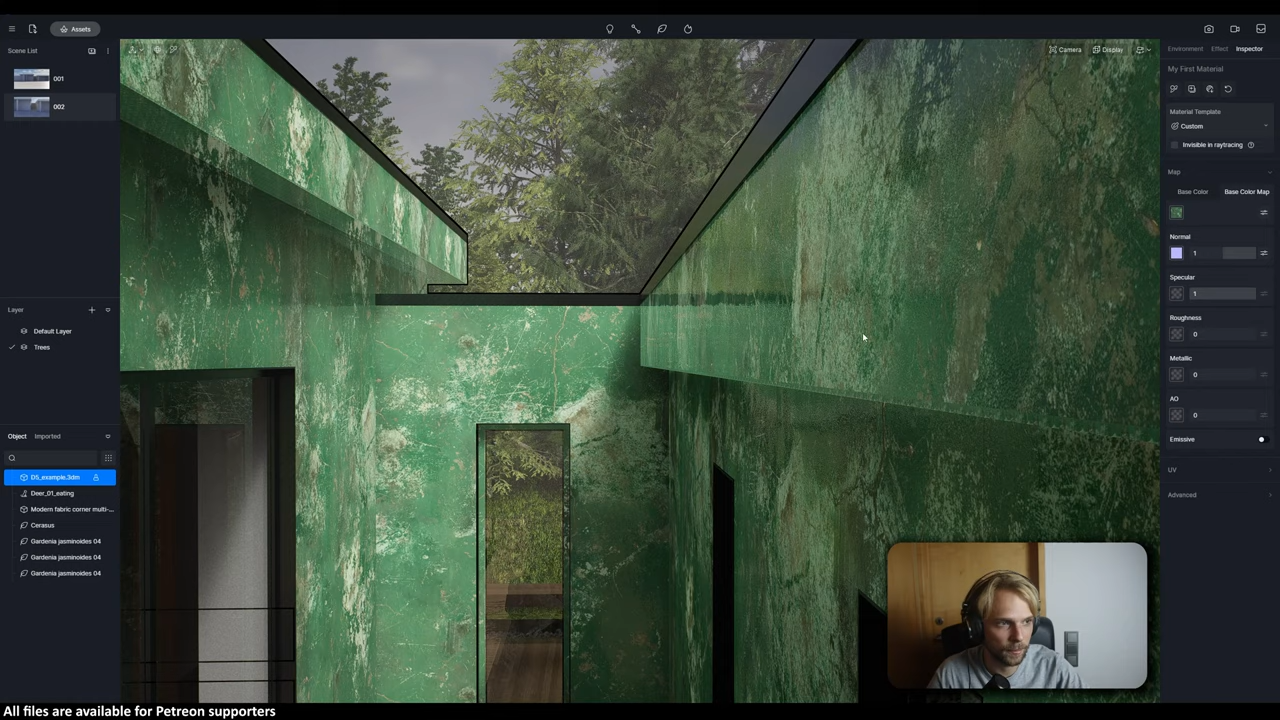 Assets
Scene List
001
002
Layer
Default Layer
Trees
Object
Imported
D5_example.3dm
Deer_01_eating
Modern fabric corner multi-...
Cerasus
Gardenia jasminoides 04
Gardenia jasminoides 04
Gardenia jasminoides 04
Camera
Display
Environment
Effect
Inspector
My First Material
Material Template
Custom
Invisible in raytracing
Map
Base Color
Base Color Map
Normal
1
Specular
1
Roughness
0
Metallic
0
AO
0
Emissive
UV
Advanced
All files are available for Petreon supporters